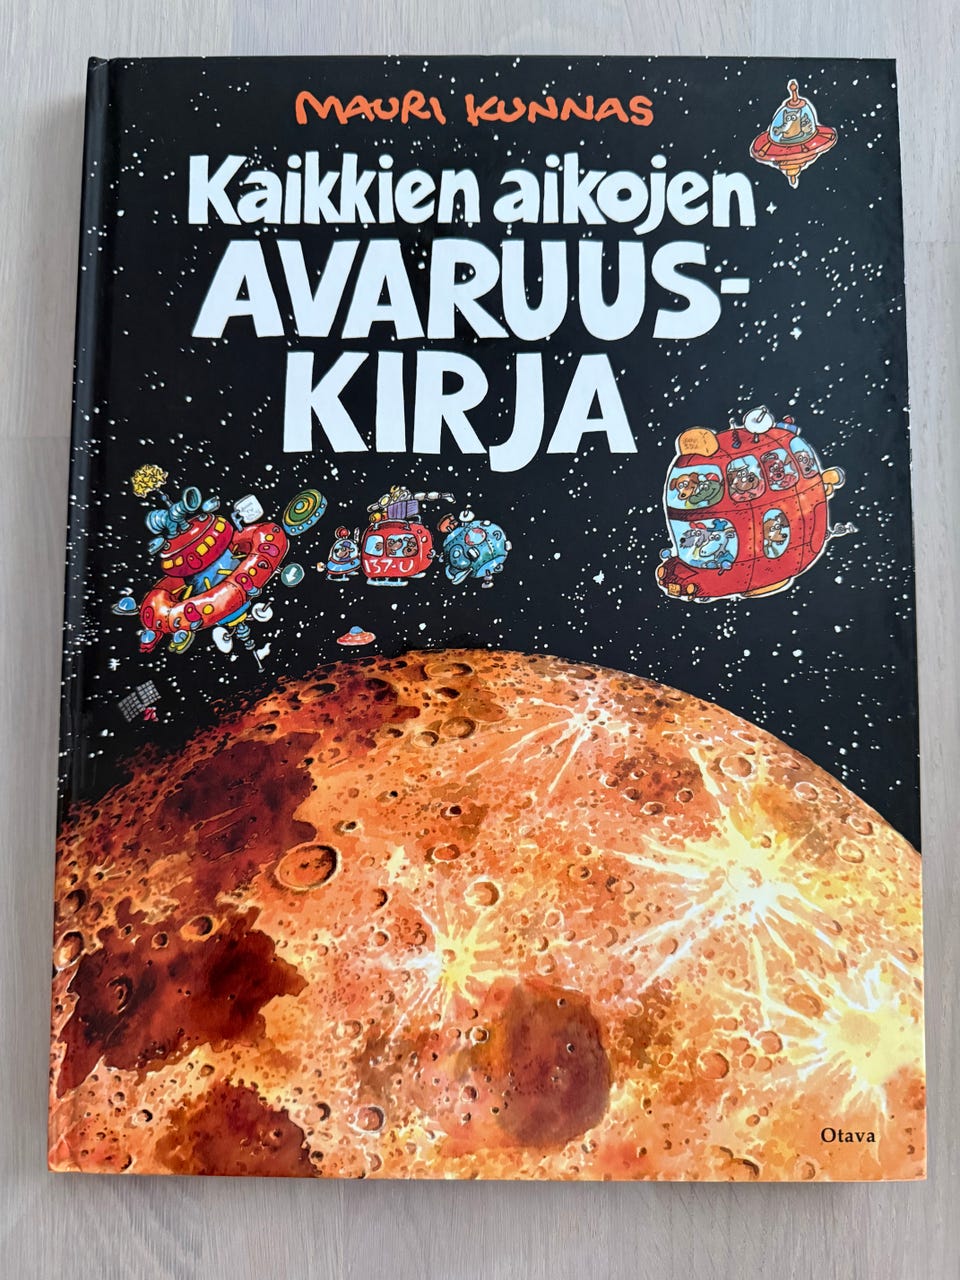 MAURI KUNNAS
Kaikkien aikojen
AVARUUS-
KIRJA
137-U
Otava